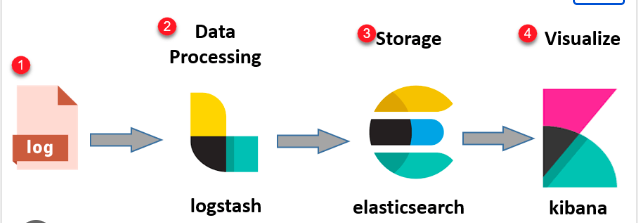 1
log
2
Data
Processing
logstash
3
Storage
elasticsearch
4
Visualize
kibana